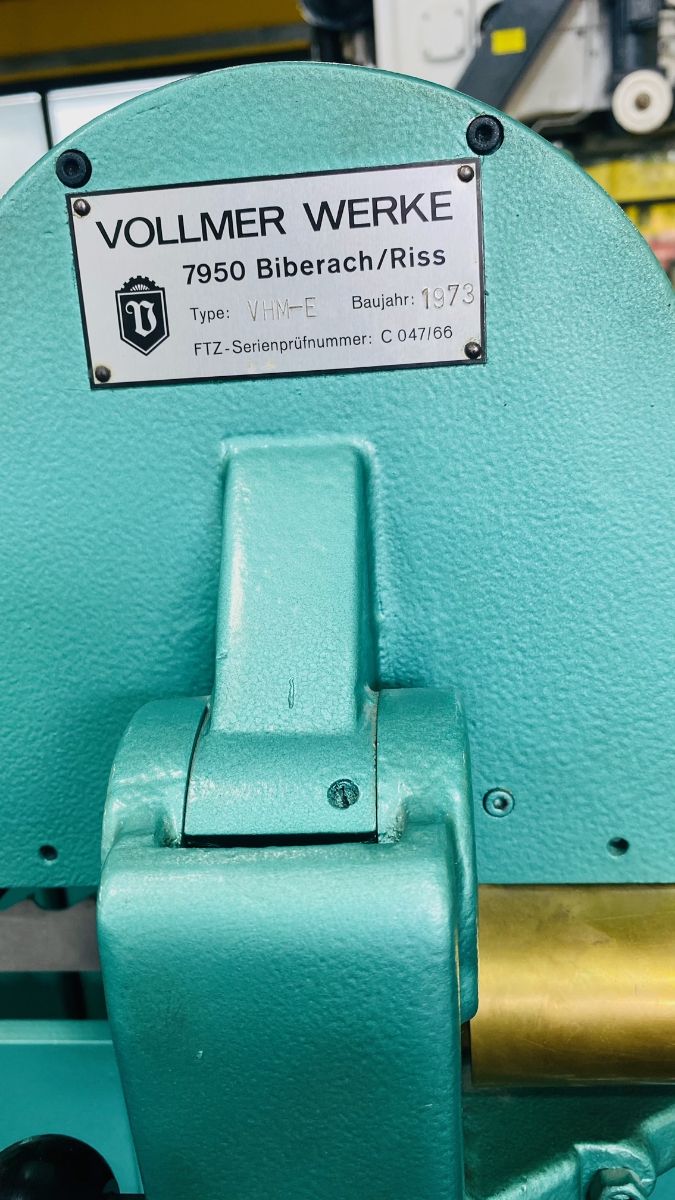 VOLLMER WERKE
7950 Biberach/Riss
Type: VHM-E Baujahr: 1973
FTZ-Serienprüfnummer: C 047/66